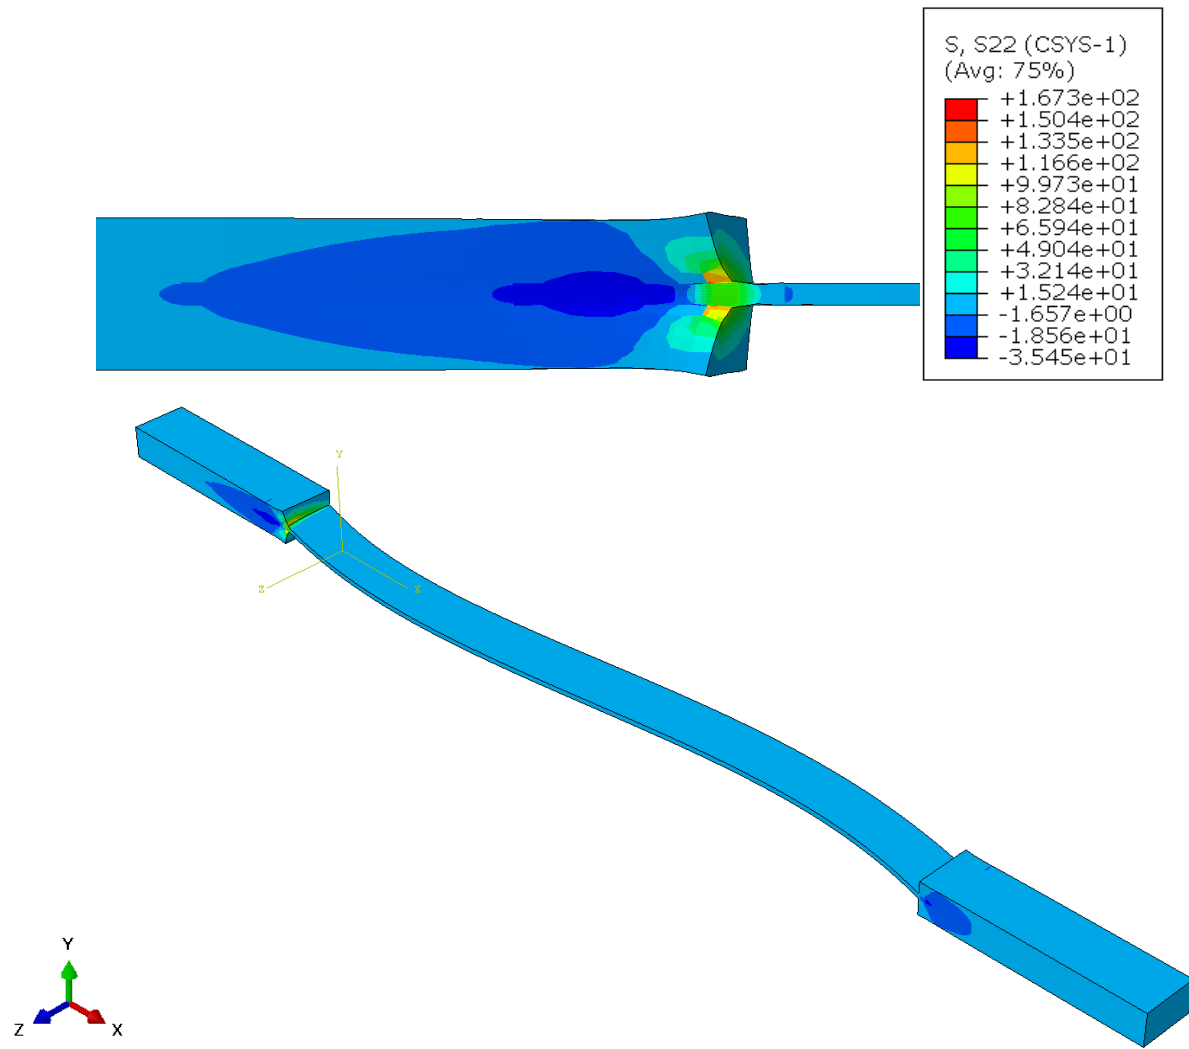 S, S22 (CSYS-1)
(Avg: 75%)
+1.673e+02
+1.504e+02
+1.335e+02
+1.166e+02
+9.973e+01
+8.284e+01
+6.594e+01
+4.904e+01
+3.214e+01
+1.524e+01
-1.657e+00
-1.856e+01
-3.545e+01
Y
Z
X
Y
Z
X